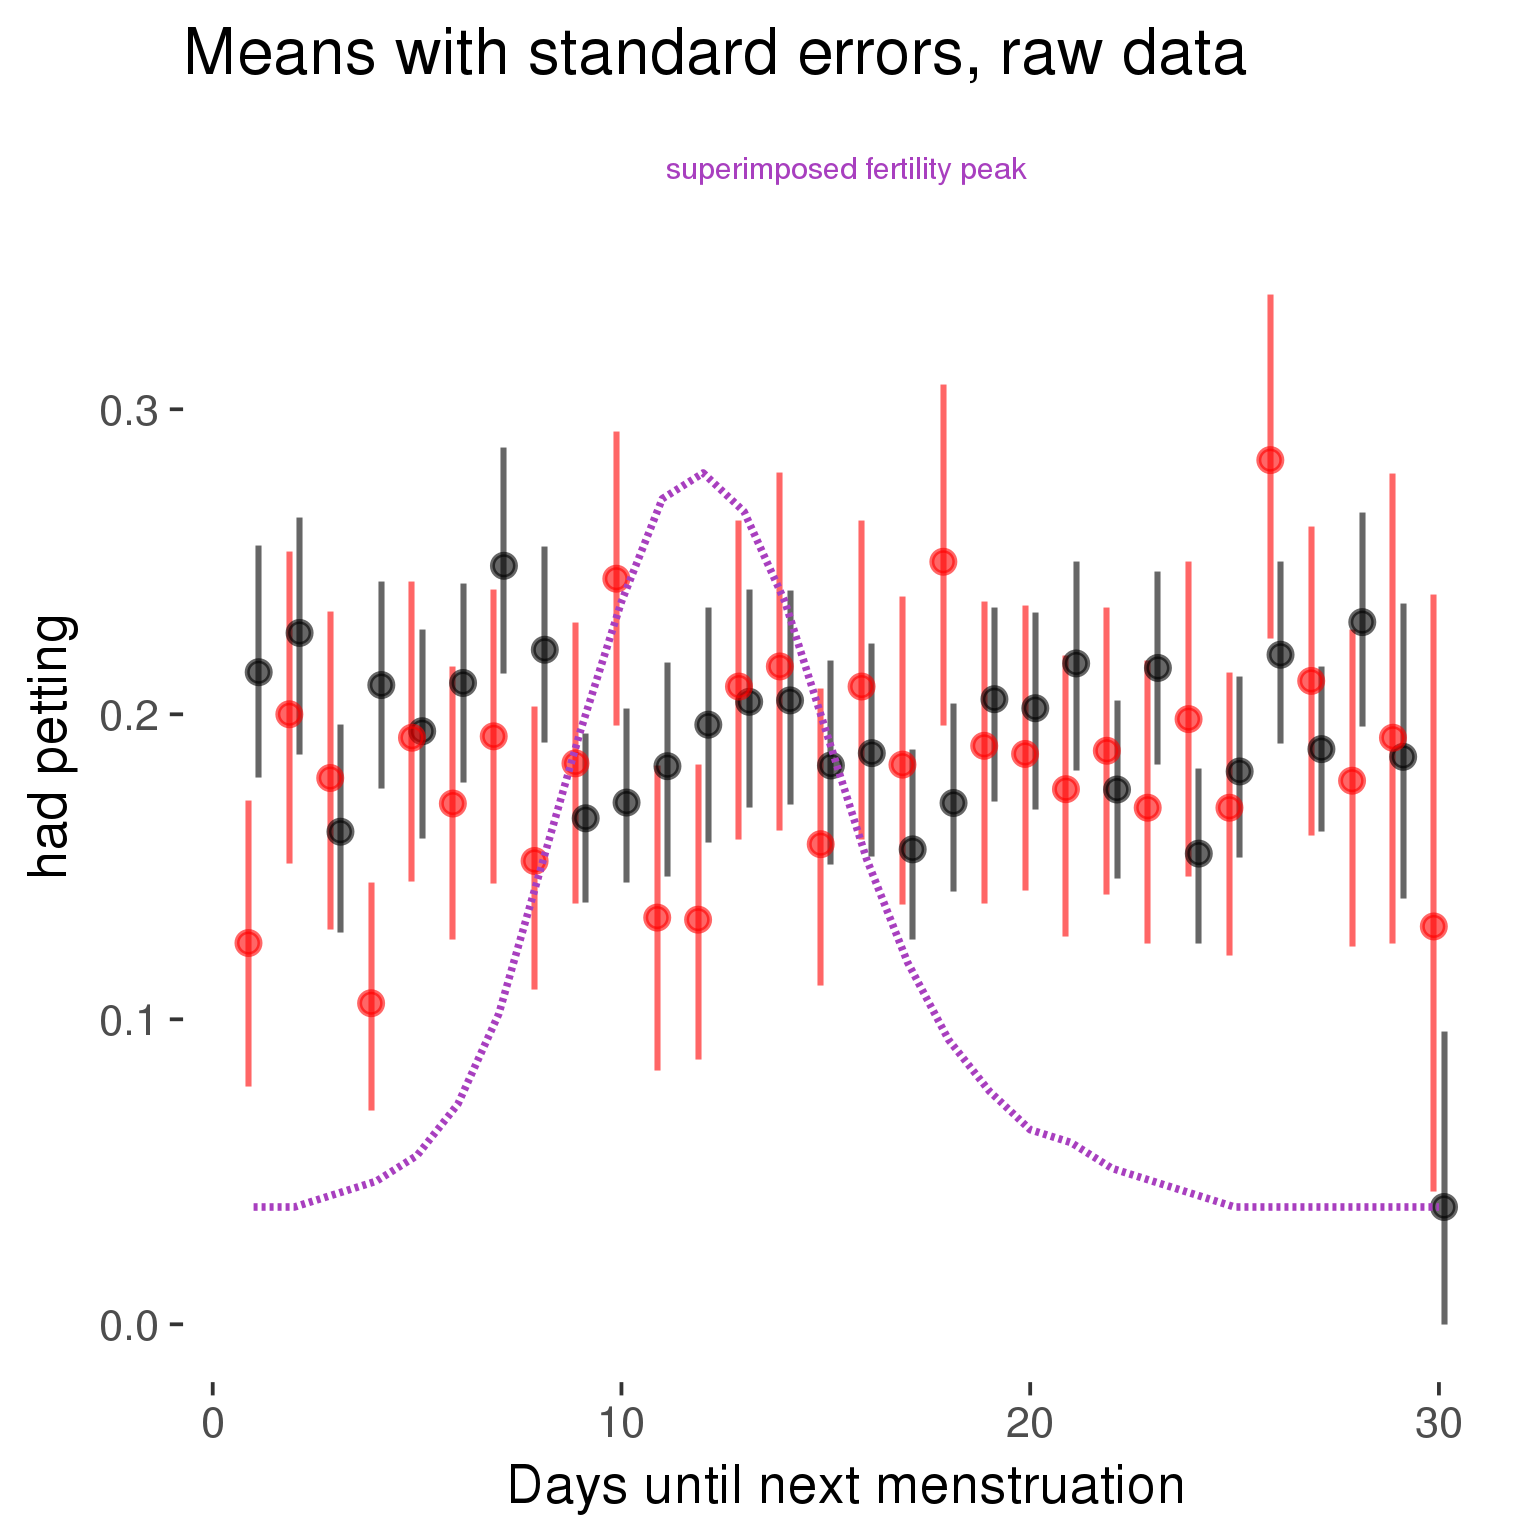 Means with standard errors, raw data
superimposed fertility peak
had petting
0.3
0.2
0.1
0.0
0 10 20 30
Days until next menstruation